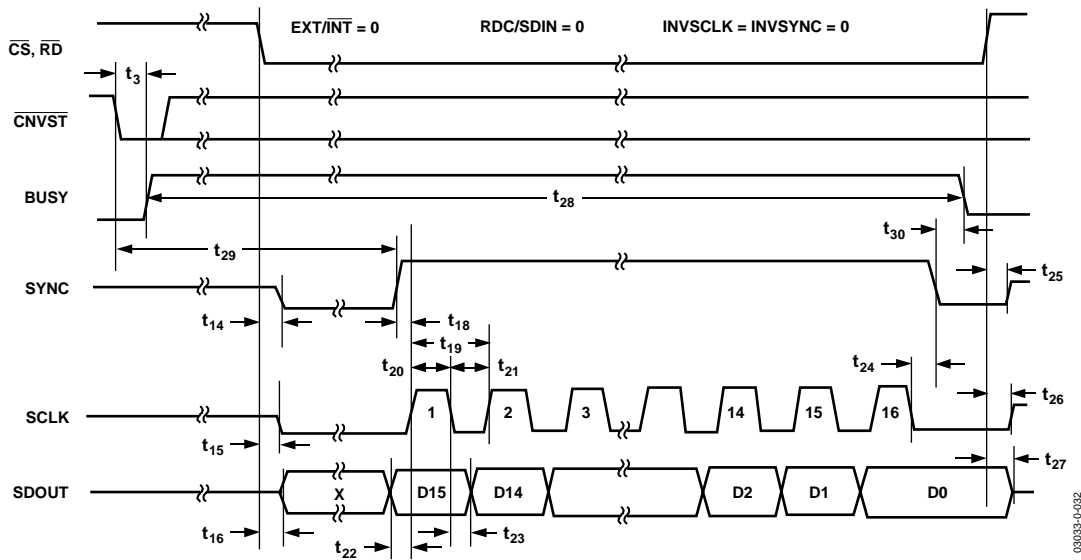 EXT/INT = 0 RDC/SDIN = 0 INVSCLK = INVSYNC = 0
CS, RD
t3
CNVST
BUSY
t28
t30
t29
t25
SYNC
t14
t18
t19
t20
t21
t24
t26
SCLK
1 2 3 14 15 16
t15
t27
SDOUT
X D15 D14 D2 D1 D0
t16
t22
t23
03033-0-032